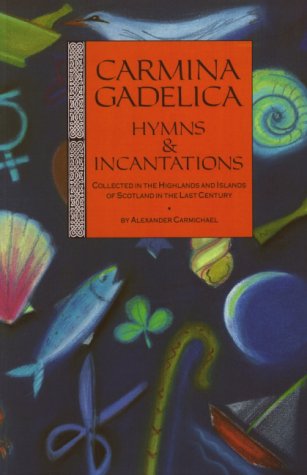 CARMINA
GADELICA
HYMNS
&
INCANTATIONS
COLLECTED IN THE HIGHLANDS AND ISLANDS
OF SCOTLAND IN THE LAST CENTURY
•
BY ALEXANDER CARMICHAEL